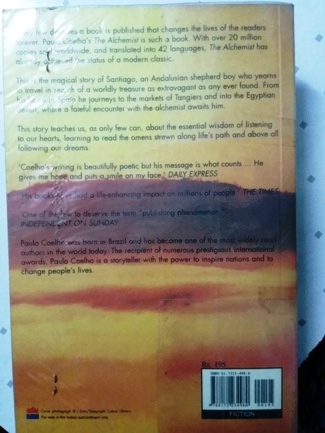 decades a book is published that changes the lives of the readers
Paulo Coelho's The Alchemist is such a book. With over 20 million
worldwide, and translated into 42 languages, The Alchemist has
status of a modern classic.
This is the magical story of Santiago, an Andalusian shepherd boy who yearns
to travel in search of a worldly treasure as extravagant as any ever found. From
he journeys to the markets of Tangiers and into the Egyptian
where a fateful encounter with the alchemist awaits him.
This story teaches us, as only few can, about the essential wisdom of listening
to our hearts, learning to read the omens strewn along life's path and above all
following our dreams.
'Coelho's writing is beautifully poetic but his message is what counts ... He
gives me hope and puts a smile on my face.' DAILY EXPRESS
'His books have had a life-enhancing impact on millions of people' THE TIMES
'One of the few to deserve the term "publishing phenomenon"'
INDEPENDENT ON SUNDAY
Paulo Coelho was born in Brazil and has become one of the most widely read
authors in the world today. The recipient of numerous prestigious international
awards, Paulo Coelho is a storyteller with the power to inspire nations and to
change people's lives.
Rs. 195
FICTION